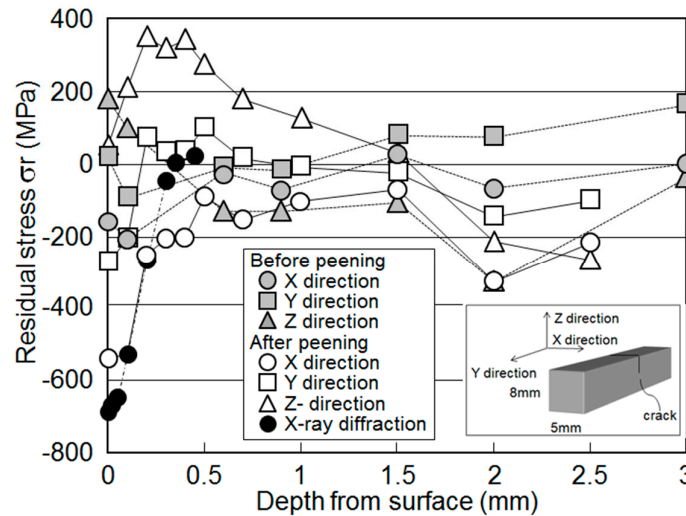 Residual stress σr (MPa)
400
200
0
-200
-400
-600
-800
Before peening
X direction
Y direction
Z direction
After peening
X direction
Y direction
Z- direction
X-ray diffraction
Z direction
X direction
Y direction
8mm
5mm
crack
0 0.5 1 1.5 2 2.5 3
Depth from surface (mm)